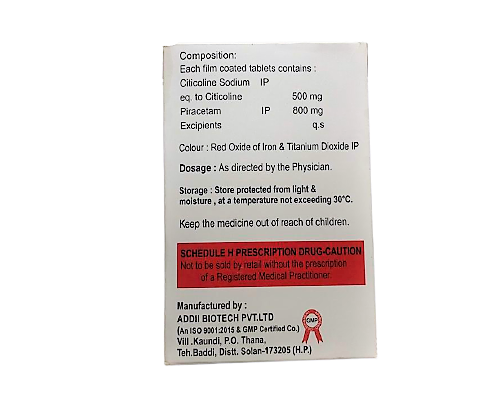 Composition:
Each film coated tablets contains :
Citicoline Sodium IP
eq. to Citicoline 500 mg
Piracetam IP 800 mg
Excipients q.s
Colour : Red Oxide of Iron & Titanium Dioxide IP
Dosage : As directed by the Physician.
Storage : Store protected from light &
moisture , at a temperature not exceeding 30°C.
Keep the medicine out of reach of children.
SCHEDULE H PRESCRIPTION DRUG-CAUTION
Not to be sold by retail without the prescription
of a Registered Medical Practitioner.
Manufactured by :
ADDII BIOTECH PVT.LTD
(An ISO 9001:2015 & GMP Certified Co.)
GMP
Vill .Kaundi, P.O. Thana,
Teh.Baddi, Distt. Solan-173205 (H.P.)